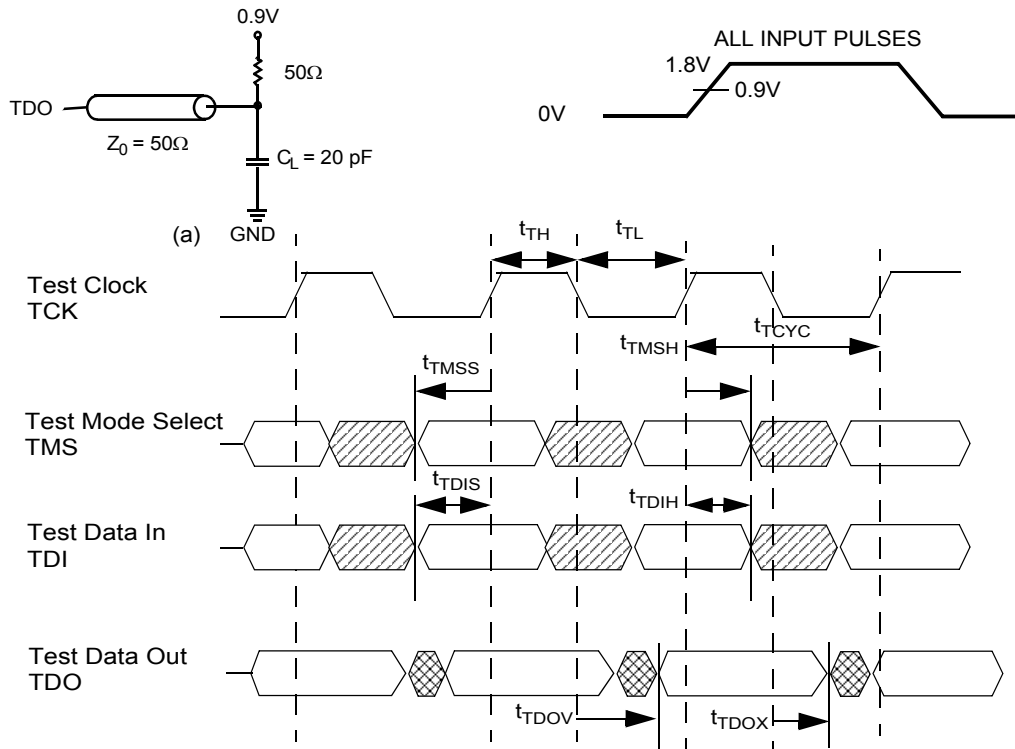 0.9V
50Ω
TDO
Z0 = 50Ω
CL = 20 pF
(a) GND
ALL INPUT PULSES
1.8V
0.9V
0V
tTH
tTL
Test Clock
TCK
tTMSH
tTCYC
tTMSS
Test Mode Select
TMS
tTDIS
tTDIH
Test Data In
TDI
Test Data Out
TDO
tTDOV
tTDOX